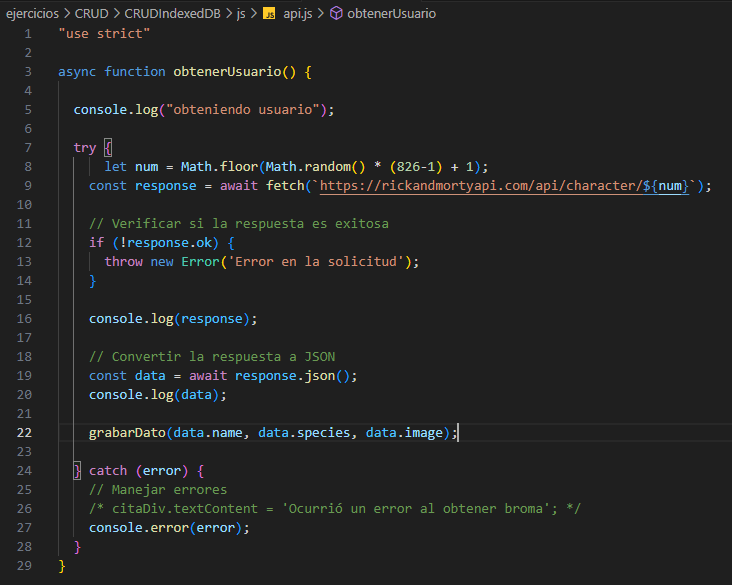 ejercicios > CRUD > CRUDIndexedDB > js > JS api.js > obtenerUsuario
1 "use strict"
2
3 async function obtenerUsuario() {
4
5 console.log("obteniendo usuario");
6
7 try {
8 let num = Math.floor(Math.random() * (826-1) + 1);
9 const response = await fetch(`https://rickandmortyapi.com/api/character/${num}`);
10
11 // Verificar si la respuesta es exitosa
12 if (!response.ok) {
13 throw new Error('Error en la solicitud');
14 }
15
16 console.log(response);
17
18 // Convertir la respuesta a JSON
19 const data = await response.json();
20 console.log(data);
21
22 grabarDato(data.name, data.species, data.image);
23
24 } catch (error) {
25 // Manejar errores
26 /* citaDiv.textContent = 'Ocurrió un error al obtener broma'; */
27 console.error(error);
28 }
29 }